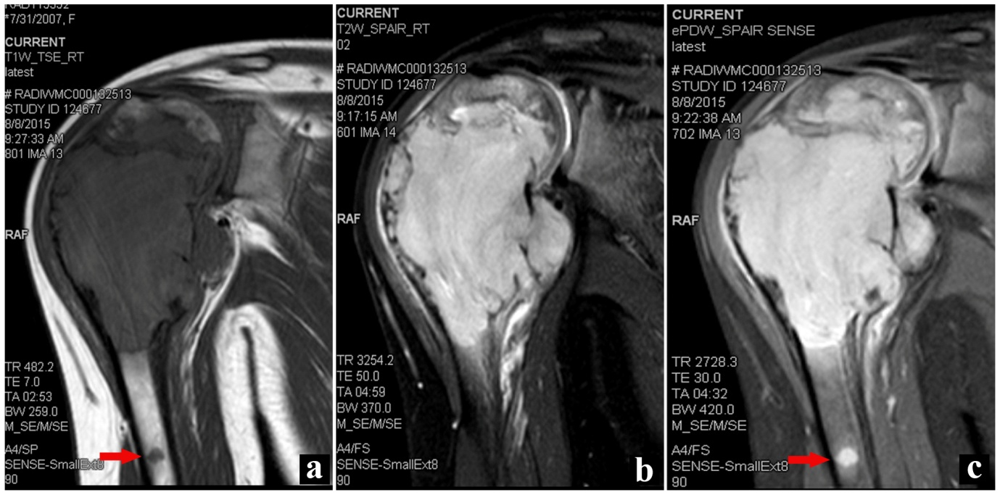 *7/31/2007, F
CURRENT
T1W_TSE_RT
latest
# RADIWMC000132513
STUDY ID 124677
8/8/2015
9:27:33 AM
801 IMA 13
RAF
TR 482.2
TE 7.0
TA 02:53
BW 259.0
M_SE/M/SE
A4/SP
SENSE-SmallExt8
90
a
CURRENT
T2W_SPAIR_RT
02
# RADIWMC000132513
STUDY ID 124677
8/8/2015
9:17:15 AM
601 IMA 14
RAF
TR 3254.2
TE 50.0
TA 04:59
BW 370.0
M_SE/M/SE
A4/FS
SENSE-SmallExt8
90
b
CURRENT
ePDW_SPAIR SENSE
latest
# RADIWMC000132513
STUDY ID 124677
8/8/2015
9:22:38 AM
702 IMA 13
RAF
TR 2728.3
TE 30.0
TA 04:32
BW 420.0
M_SE/M/SE
A4/FS
SENSE-SmallExt8
90
c